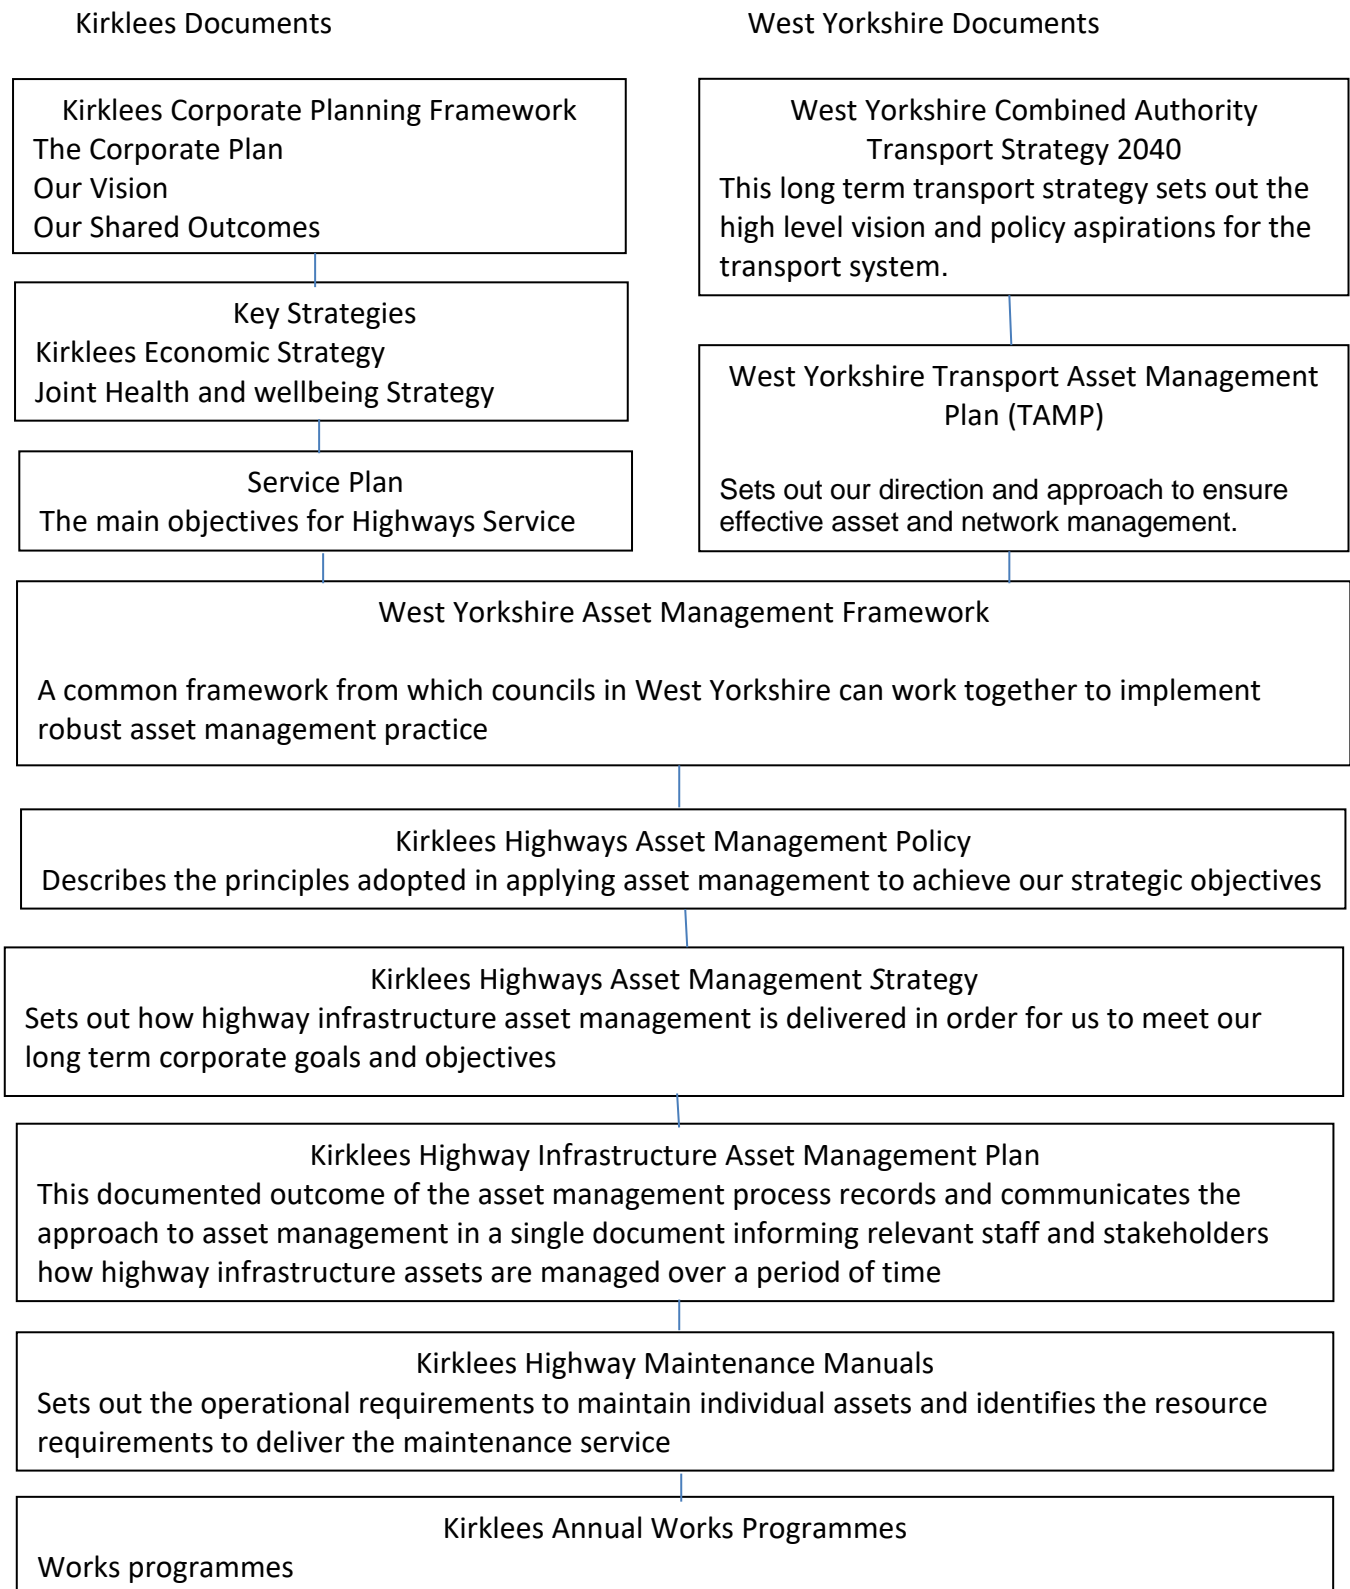 Kirklees Documents
West Yorkshire Documents
Kirklees Corporate Planning Framework
The Corporate Plan
Our Vision
Our Shared Outcomes
West Yorkshire Combined Authority
Transport Strategy 2040
This long term transport strategy sets out the
high level vision and policy aspirations for the
transport system.
Key Strategies
Kirklees Economic Strategy
Joint Health and wellbeing Strategy
West Yorkshire Transport Asset Management
Plan (TAMP)
Sets out our direction and approach to ensure
effective asset and network management.
Service Plan
The main objectives for Highways Service
West Yorkshire Asset Management Framework
A common framework from which councils in West Yorkshire can work together to implement
robust asset management practice
Kirklees Highways Asset Management Policy
Describes the principles adopted in applying asset management to achieve our strategic objectives
Kirklees Highways Asset Management Strategy
Sets out how highway infrastructure asset management is delivered in order for us to meet our
long term corporate goals and objectives
Kirklees Highway Infrastructure Asset Management Plan
This documented outcome of the asset management process records and communicates the
approach to asset management in a single document informing relevant staff and stakeholders
how highway infrastructure assets are managed over a period of time
Kirklees Highway Maintenance Manuals
Sets out the operational requirements to maintain individual assets and identifies the resource
requirements to deliver the maintenance service
Kirklees Annual Works Programmes
Works programmes